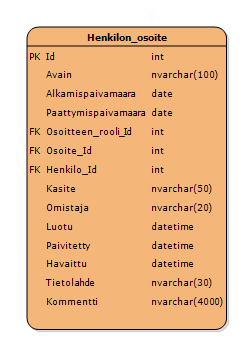 Henkilon_osoite
PK Id int
Avain nvarchar(100)
Alkamispaivamaara date
Paattymispaivamaara date
FK Osoitteen_rooli_Id int
FK Osoite_Id int
FK Henkilo_Id int
Kasite nvarchar(50)
Omistaja nvarchar(20)
Luotu datetime
Paivitetty datetime
Havaittu datetime
Tietolahde nvarchar(30)
Kommentti nvarchar(4000)